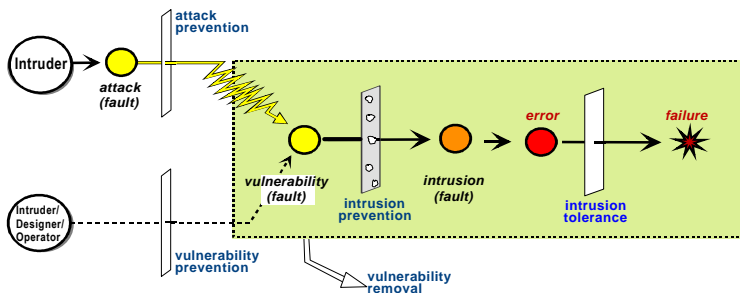 attack
prevention
Intruder
attack
(fault)
error
failure
vulnerability
(fault)
intrusion
prevention
intrusion
(fault)
intrusion
tolerance
Intruder/
Designer/
Operator
vulnerability
prevention
vulnerability
removal